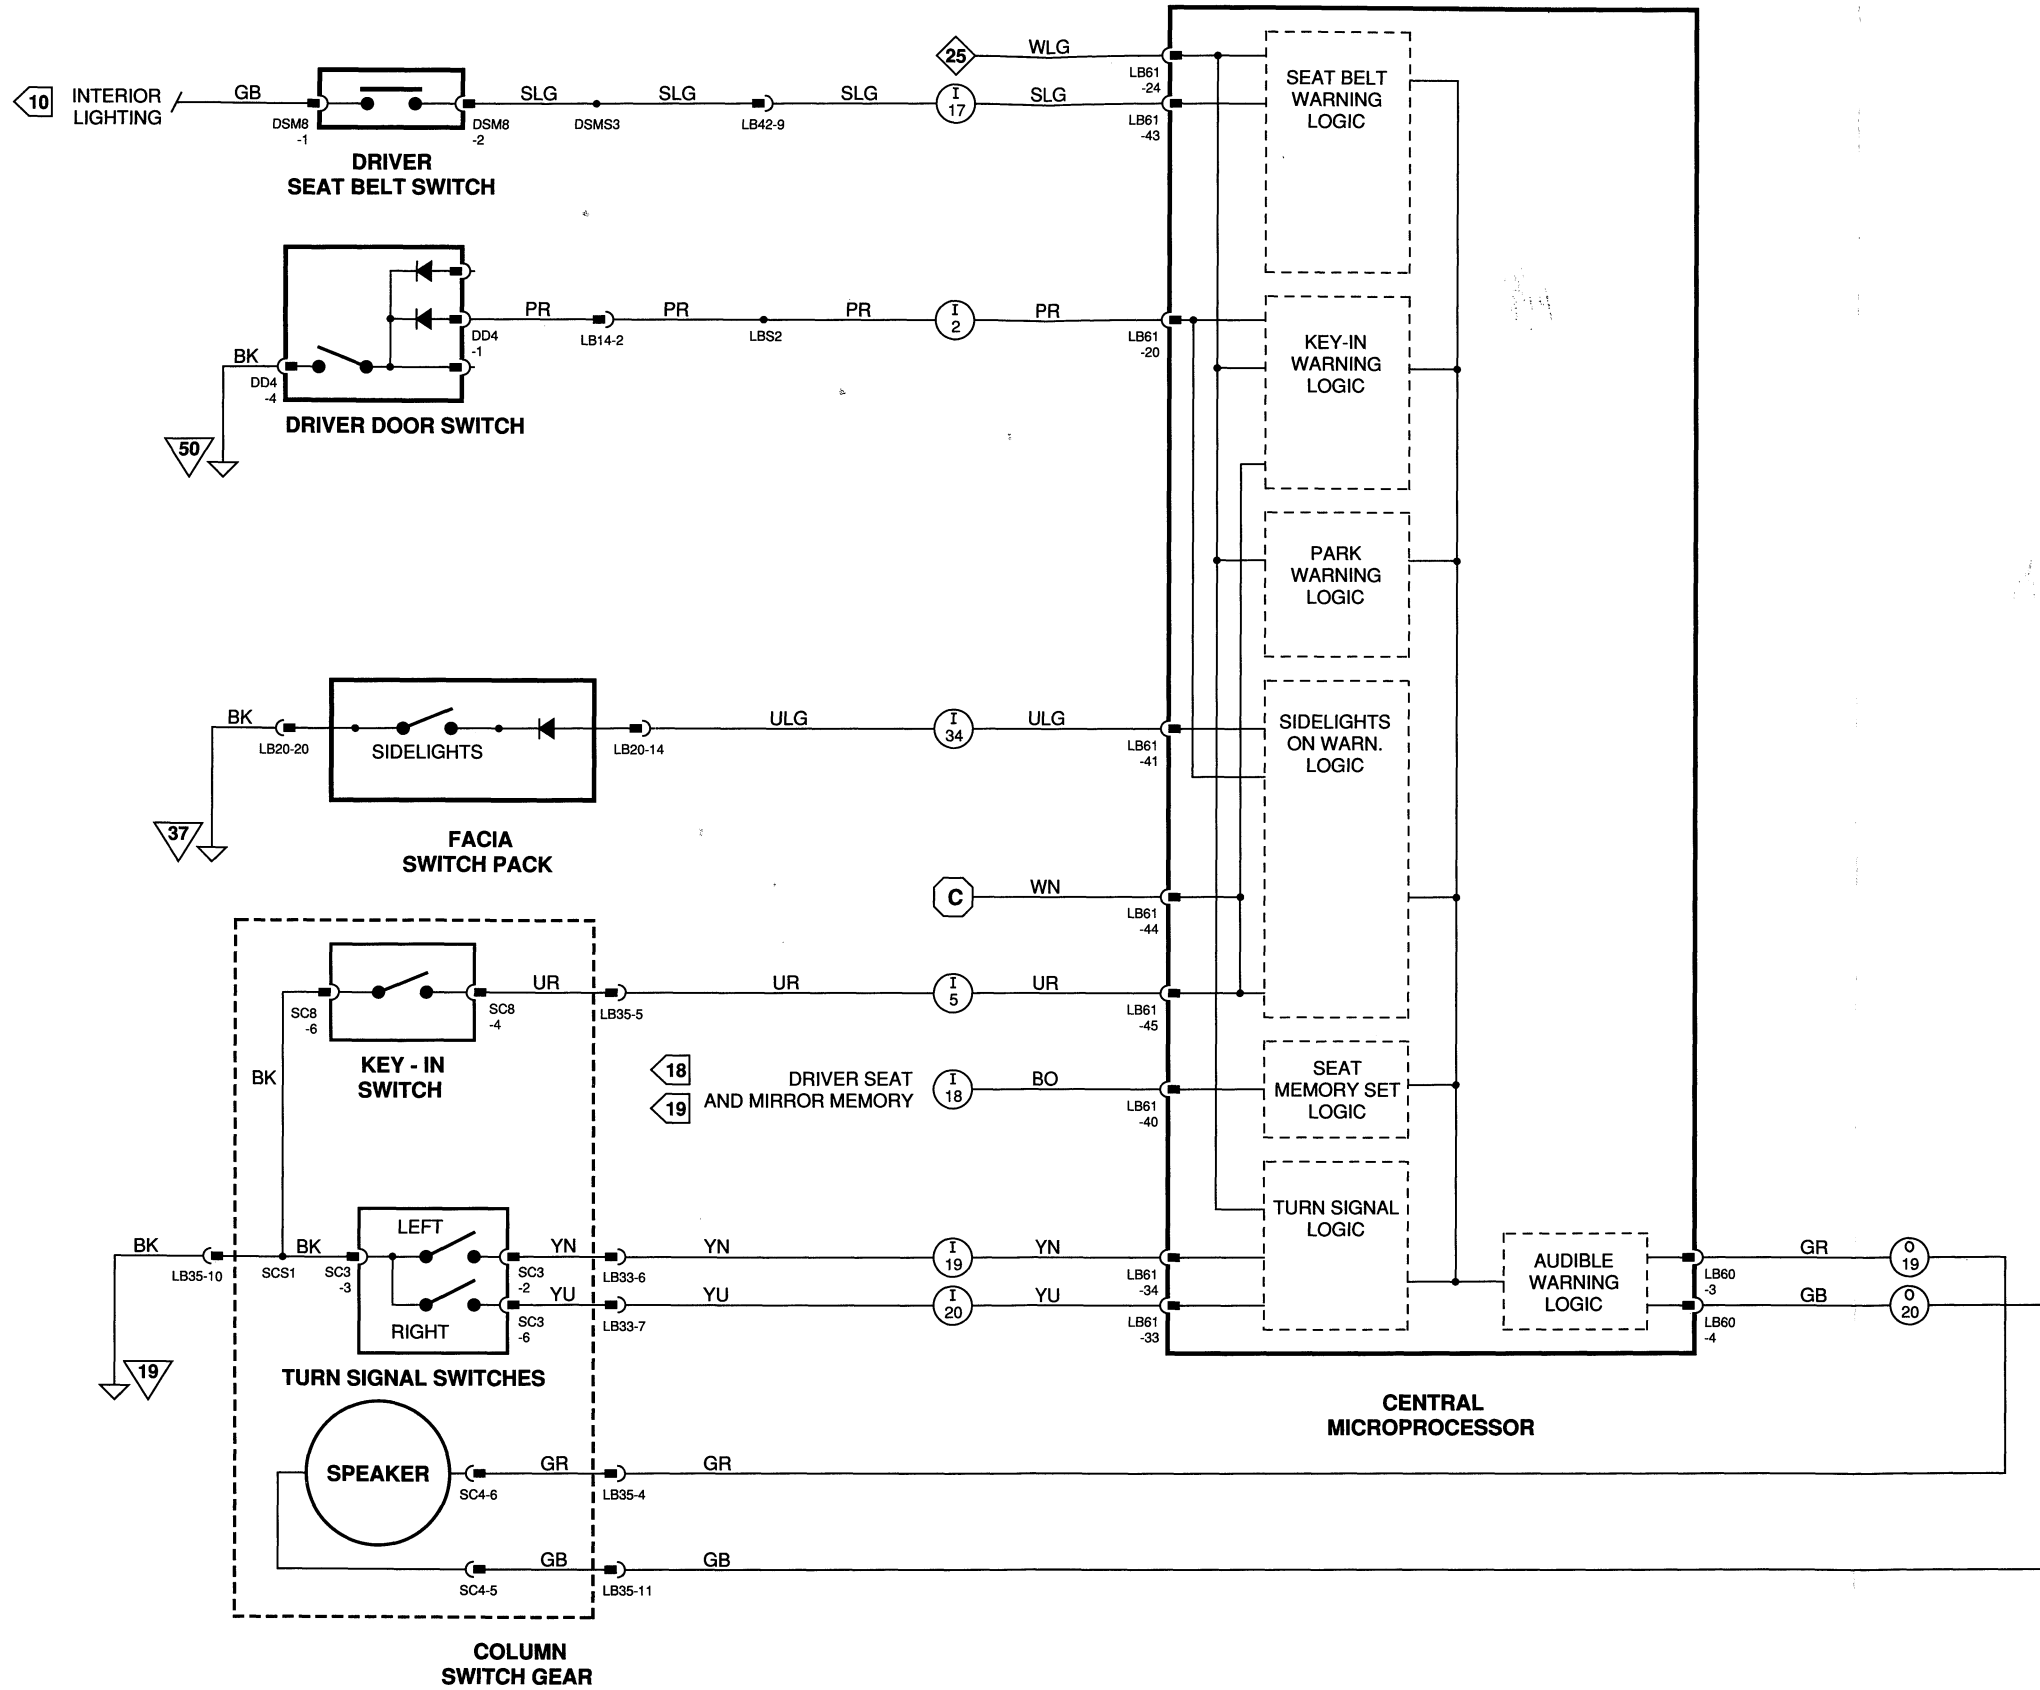 25
WLG
LB61
-24
10
INTERIOR
LIGHTING
GB
DSM8
-1
DSM8
-2
SLG
DSMS3
SLG
LB42-9
SLG
I
17
SLG
LB61
-43
DRIVER
SEAT BELT SWITCH
SEAT BELT
WARNING
LOGIC
BK
DD4
-4
50
DD4
-1
PR
LB14-2
PR
LBS2
PR
I
2
PR
LB61
-20
DRIVER DOOR SWITCH
KEY-IN
WARNING
LOGIC
PARK
WARNING
LOGIC
BK
LB20-20
37
SIDELIGHTS
LB20-14
ULG
I
34
ULG
LB61
-41
FACIA
SWITCH PACK
SIDELIGHTS
ON WARN.
LOGIC
C
WN
LB61
-44
SC8
-6
SC8
-4
UR
LB35-5
UR
I
5
UR
LB61
-45
KEY - IN
SWITCH
BK
18
19
DRIVER SEAT
AND MIRROR MEMORY
I
18
BO
LB61
-40
SEAT
MEMORY SET
LOGIC
BK
LB35-10
19
SCS1
BK
SC3
-3
LEFT
RIGHT
SC3
-2
YN
LB33-6
YN
I
19
YN
LB61
-34
SC3
-6
YU
LB33-7
YU
I
20
YU
LB61
-33
TURN SIGNAL SWITCHES
TURN SIGNAL
LOGIC
AUDIBLE
WARNING
LOGIC
LB60
-3
GR
O
19
LB60
-4
GB
O
20
CENTRAL
MICROPROCESSOR
SPEAKER
SC4-6
GR
LB35-4
GR
SC4-5
GB
LB35-11
GB
COLUMN
SWITCH GEAR